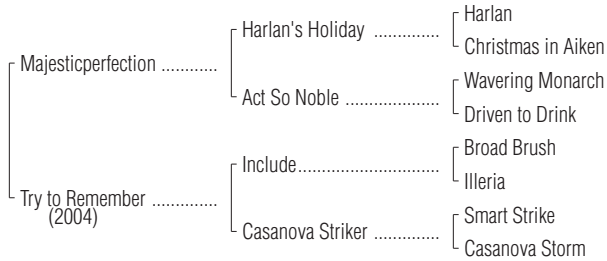 Harlan
Harlan's Holiday ...............
Christmas in Aiken
Majesticperfection ............
Wavering Monarch
Act So Noble ....................
Driven to Drink
Broad Brush
Include..............................
Illeria
Try to Remember ..............
(2004)
Smart Strike
Casanova Striker ..............
Casanova Storm